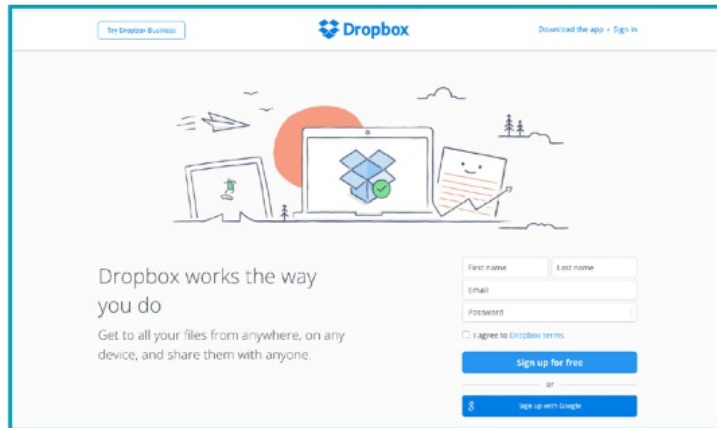 Try Dropbox Business
Dropbox
Download the app • Sign in
Dropbox works the way
you do
Get to all your files from anywhere, on any
device, and share them with anyone.
First name
Last name
Email
Password
I agree to Dropbox terms.
Sign up for free
or
Sign up with Google